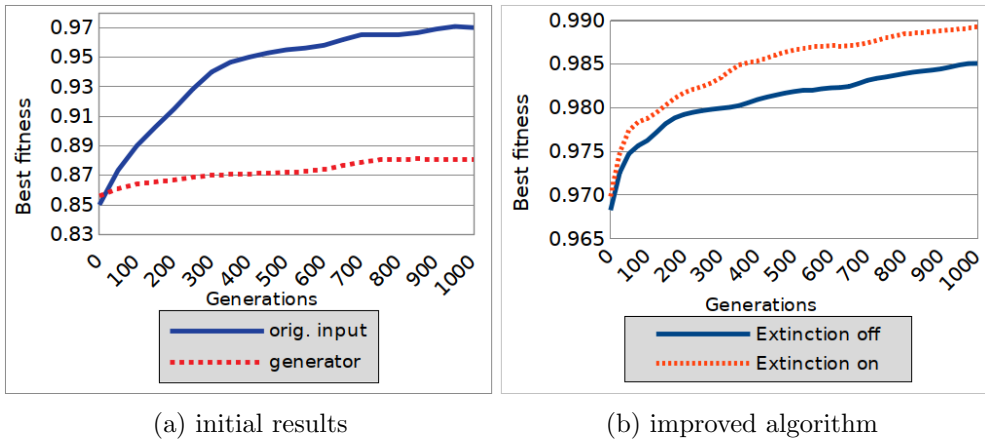 0.97
0.95
0.93
0.91
0.89
0.87
0.85
0.83
Best fitness
0 100 200 300 400 500 600 700 800 900 1000
Generations
orig. input
generator
(a) initial results
0.990
0.985
0.980
0.975
0.970
0.965
Best fitness
0 100 200 300 400 500 600 700 800 900 1000
Generations
Extinction off
Extinction on
(b) improved algorithm